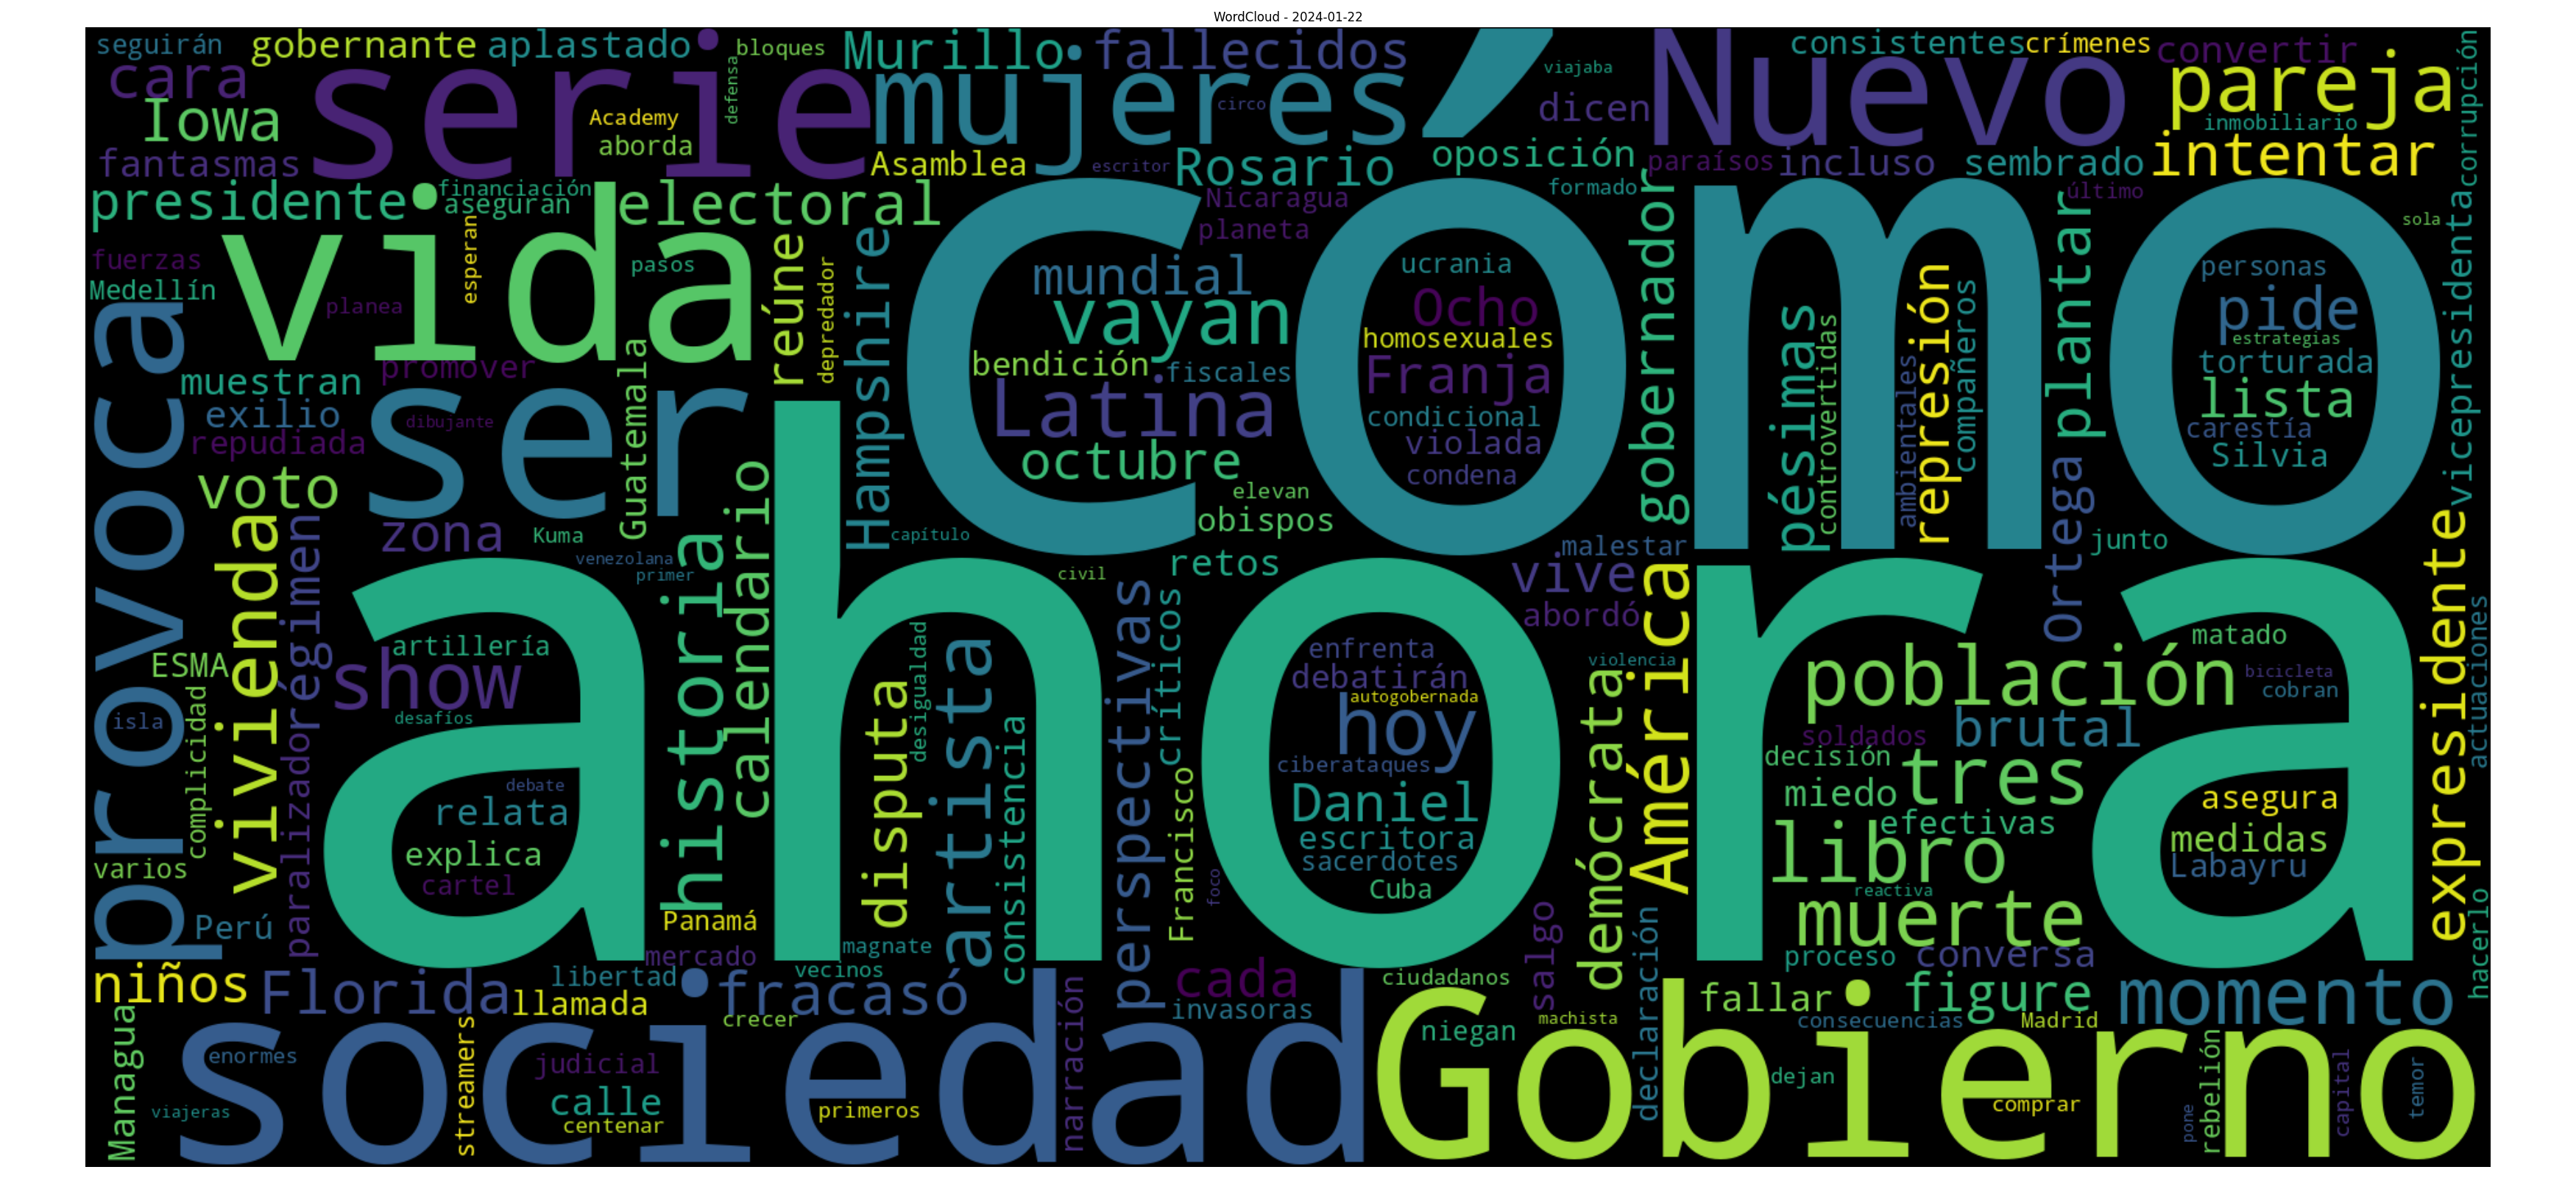 WordCloud - 2024-01-22
seguirán
gobernante
aplastado
bloques
Murillo
fallecidos
Nuevo
consistentes
crímenes
convertir
corrupción
cara
serie
defensa
mujeres
viajaba
pareja
Iowa
Academy
circo
dicen
inmobiliario
aborda
fantasmas
Asamblea
escritor
Rosario
oposición
paraísos
incluso
sembrado
intentar
presidente
financiación
aseguran
electoral
Cómo
Nicaragua
formado
último
sola
planeta
vida
esperan
reúne
Hampshire
gobernador
plantar
vicepresidenta
fuerzas
pasos
depredador
mundial
ucrania
represión
personas
Medellín
planea
vayan
Ocho
pésimas
controvertidas
compañeros
pide
provoca
homosexuales
estrategias
promover
Guatemala
bendición
fiscales
Franja
ambientales
torturada
muestran
ser
Latina
condicional
lista
exilio
dibujante
violada
carestía
repudiada
octubre
condena
Silvia
voto
calendario
elevan
Ortega
vivienda
paralizador
régimen
zona
Kuma
historia
capítulo
obispos
malestar
junto
expresidente
venezolana
primer
ahora
civil
retos
vive
América
perspectivas
críticos
abordó
actuaciones
artillería
desigualdad
enfrenta
violencia
matado
ESMA
show
disputa
artista
debatirán
demócrata
población
bicicleta
complicidad
autogobernada
cobran
isla
desafíos
consistencia
hoy
soldados
brutal
ciberataques
decisión
tres
debate
Francisco
Daniel
miedo
asegura
relata
escritora
efectivas
medidas
explica
sacerdotes
libro
Labayru
varios
cartel
foco
Cuba
reactiva
hacerlo
Perú
Panamá
salgo
declaración
muerte
mercado
magnate
proceso
conversa
niños
Florida
libertad
vecinos
fracasó
narración
cada
ciudadanos
llamada
invasoras
fallar
figure
momento
Managua
crecer
machista
consecuencias
Madrid
sociedad
streamers
niegan
Gobierno
rebelión
enormes
judicial
dejan
capital
temor
viajeras
calle
primeros
comprar
pone
centenar